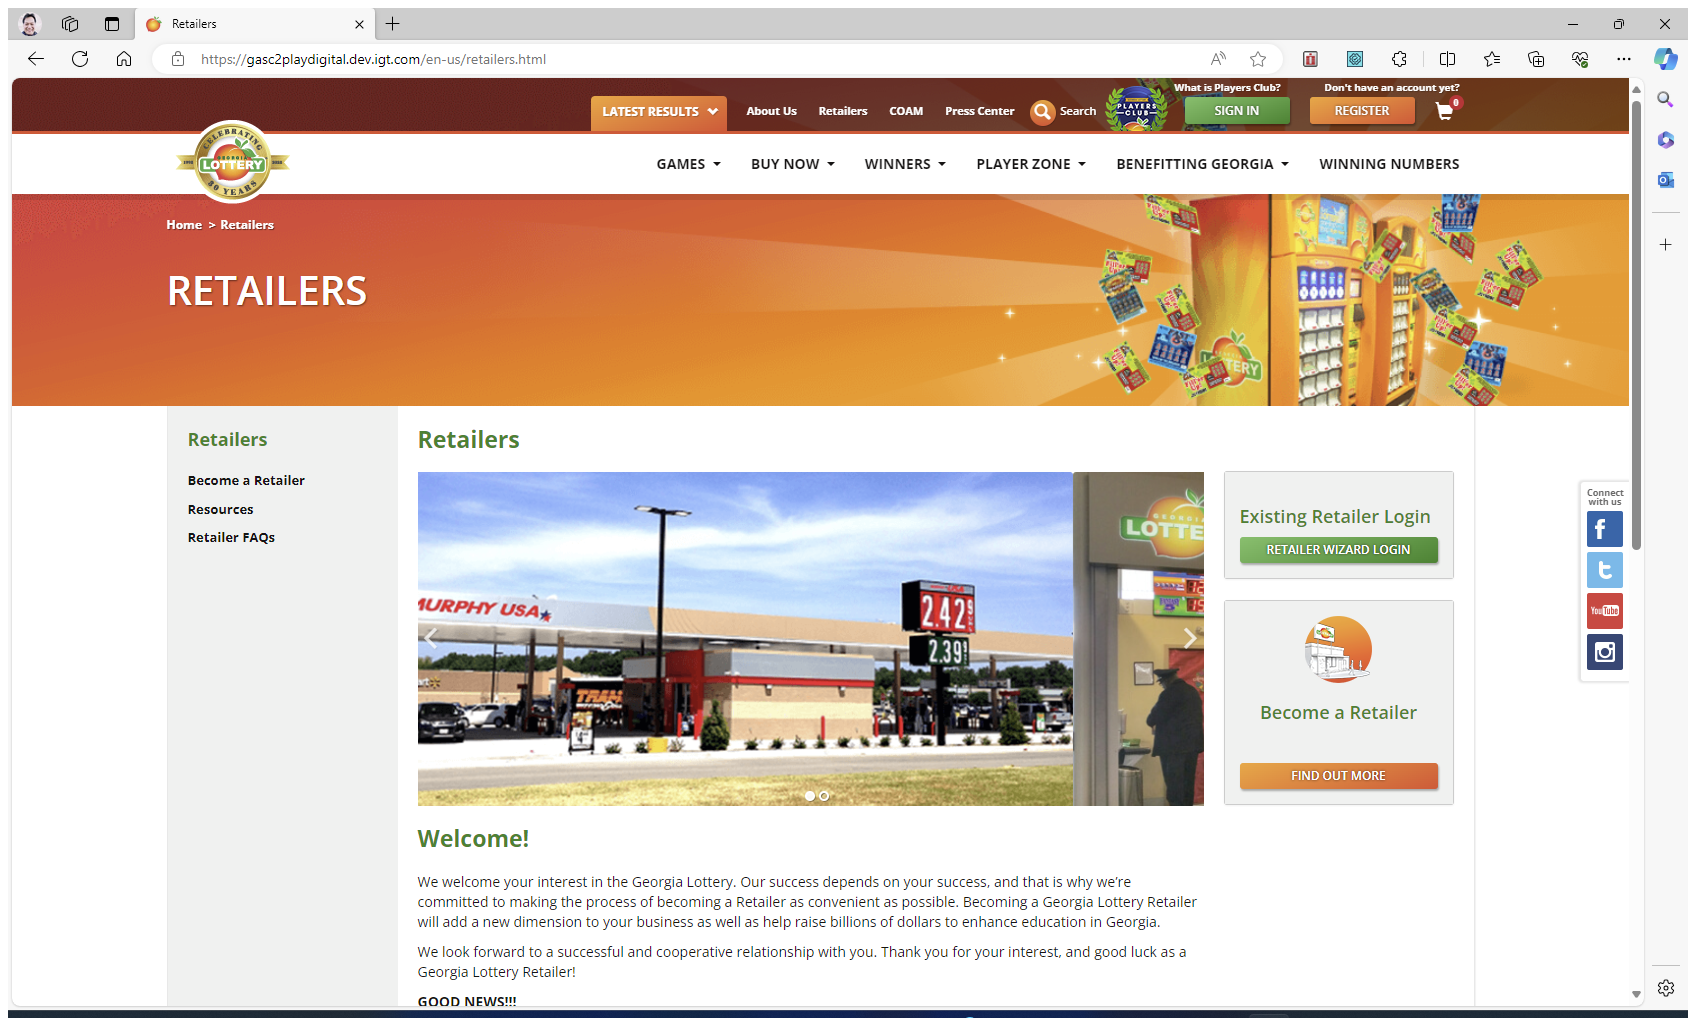 Retailers
https://gasc2playdigital.dev.igt.com/en-us/retailers.html
What is Players Club?
Don't have an account yet?
LATEST RESULTS
About Us
Retailers
COAM
Press Center
Search
PLAYERS
CLUB
SIGN IN
REGISTER
0
CELEBRATING
GEORGIA
LOTTERY
30 YEARS
GAMES
BUY NOW
WINNERS
PLAYER ZONE
BENEFITTING GEORGIA
WINNING NUMBERS
Home > Retailers
RETAILERS
LOTTERY
Retailers
Become a Retailer
Resources
Retailer FAQs
Retailers
MURPHY USA
2.42 9
2.39 9
GEORGIA
LOTTERY
Existing Retailer Login
RETAILER WIZARD LOGIN
Become a Retailer
FIND OUT MORE
Connect
with us
YouTube
Welcome!
We welcome your interest in the Georgia Lottery. Our success depends on your success, and that is why we’re
committed to making the process of becoming a Retailer as convenient as possible. Becoming a Georgia Lottery Retailer
will add a new dimension to your business as well as help raise billions of dollars to enhance education in Georgia.
We look forward to a successful and cooperative relationship with you. Thank you for your interest, and good luck as a
Georgia Lottery Retailer!
GOOD NEWS!!!